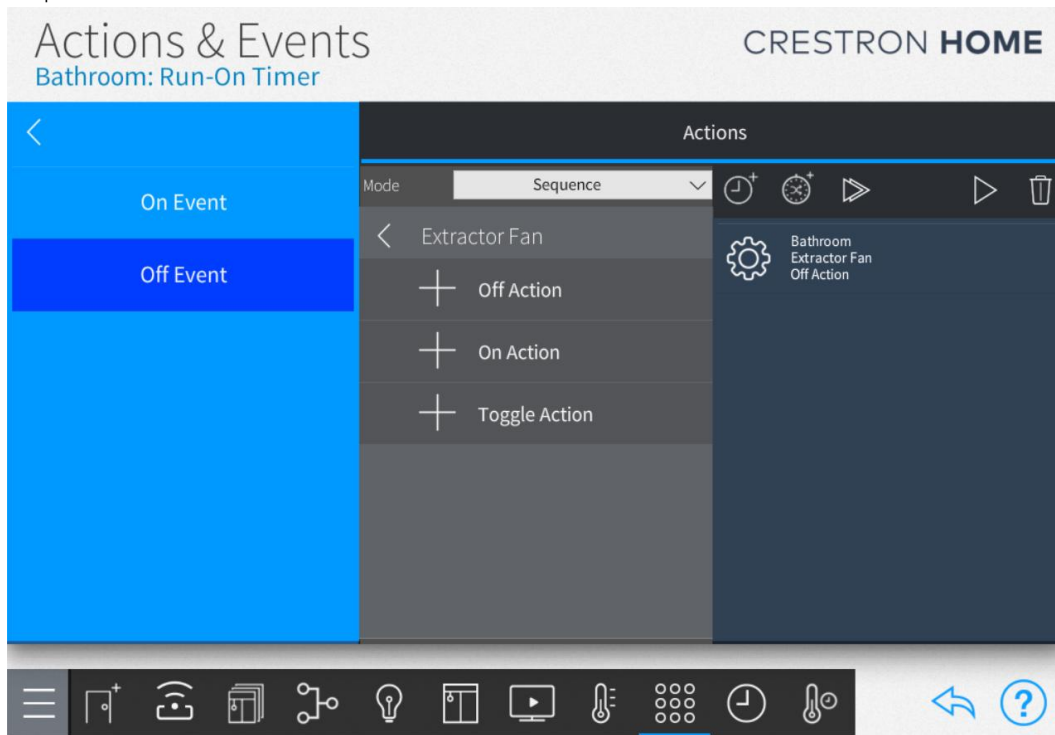 Actions & Events
CRESTRON HOME
Bathroom: Run-On Timer
Actions
On Event
Off Event
Mode
Sequence
Extractor Fan
Off Action
On Action
Toggle Action
Bathroom
Extractor Fan
Off Action
?